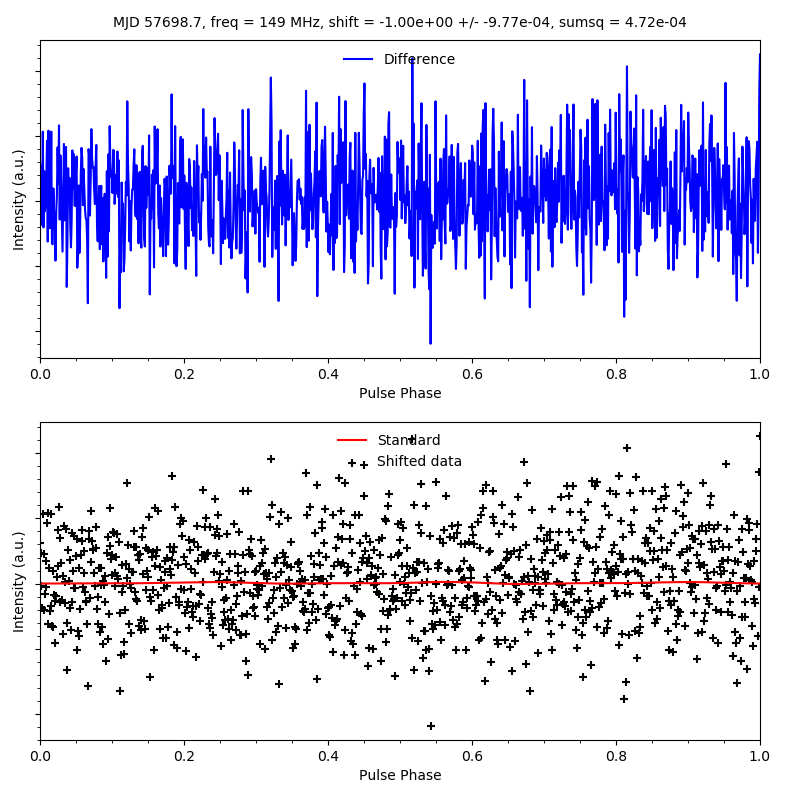 MJD 57698.7, freq = 149 MHz, shift = -1.00e+00 +/- -9.77e-04, sumsq = 4.72e-04
Difference
Intensity (a.u.)
0.0 0.2 0.4 0.6 0.8 1.0
Pulse Phase
Standard
Shifted data
Intensity (a.u.)
0.0 0.2 0.4 0.6 0.8 1.0
Pulse Phase